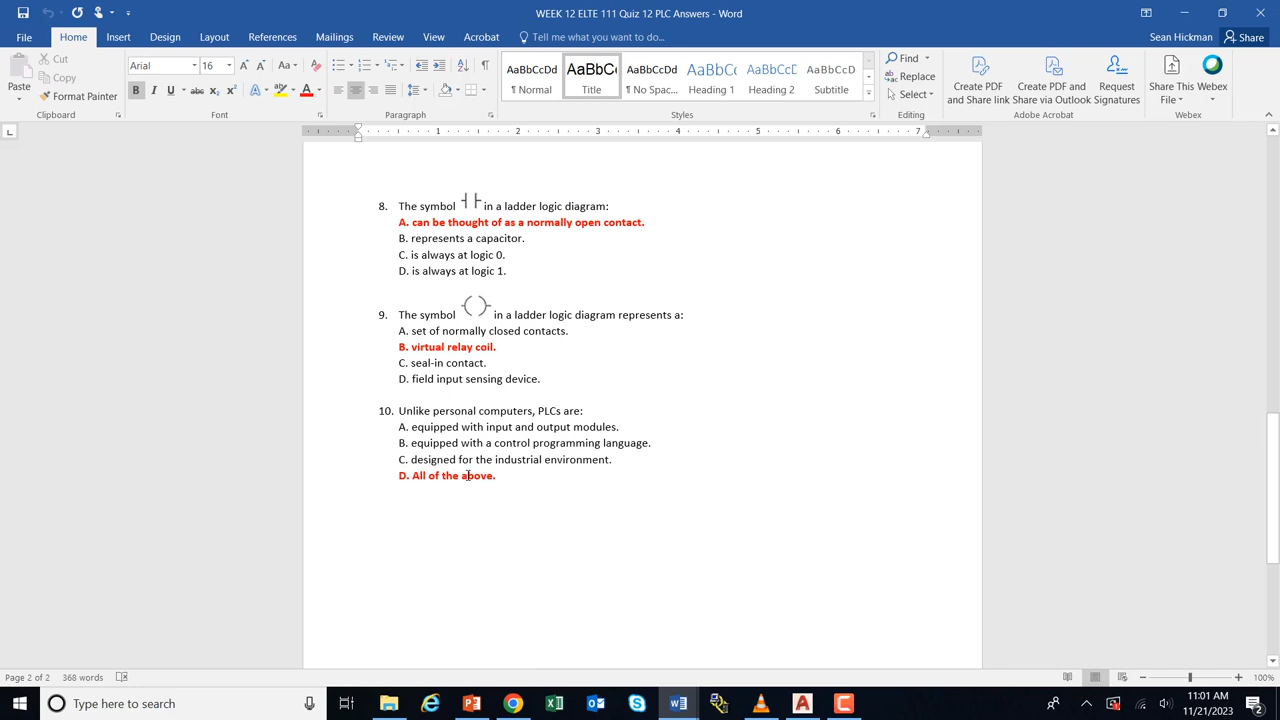 WEEK 12 ELTE 111 Quiz 12 PLC Answers - Word
File Home Insert Design Layout References Mailings Review View Acrobat Tell me what you want to do... Sean Hickman Share
Paste
Cut
Copy
Format Painter
Clipboard
Arial 16
Font
Paragraph
AaBbCcDd ¶ Normal
AaBbC Title
AaBbCcDd ¶ No Spac...
AaBbC Heading 1
AaBbCcC Heading 2
AaBbCcD Subtitle
Styles
Find
Replace
Select
Editing
Create PDF and Share link
Create PDF and Share via Outlook
Request Signatures
Adobe Acrobat
Share This File
Webex
Webex
1 2 3 4 5 6 7
8. The symbol in a ladder logic diagram:
A. can be thought of as a normally open contact.
B. represents a capacitor.
C. is always at logic 0.
D. is always at logic 1.
9. The symbol in a ladder logic diagram represents a:
A. set of normally closed contacts.
B. virtual relay coil.
C. seal-in contact.
D. field input sensing device.
10. Unlike personal computers, PLCs are:
A. equipped with input and output modules.
B. equipped with a control programming language.
C. designed for the industrial environment.
D. All of the above.
Page 2 of 2 368 words 100%
Type here to search
11:01 AM
11/21/2023
2